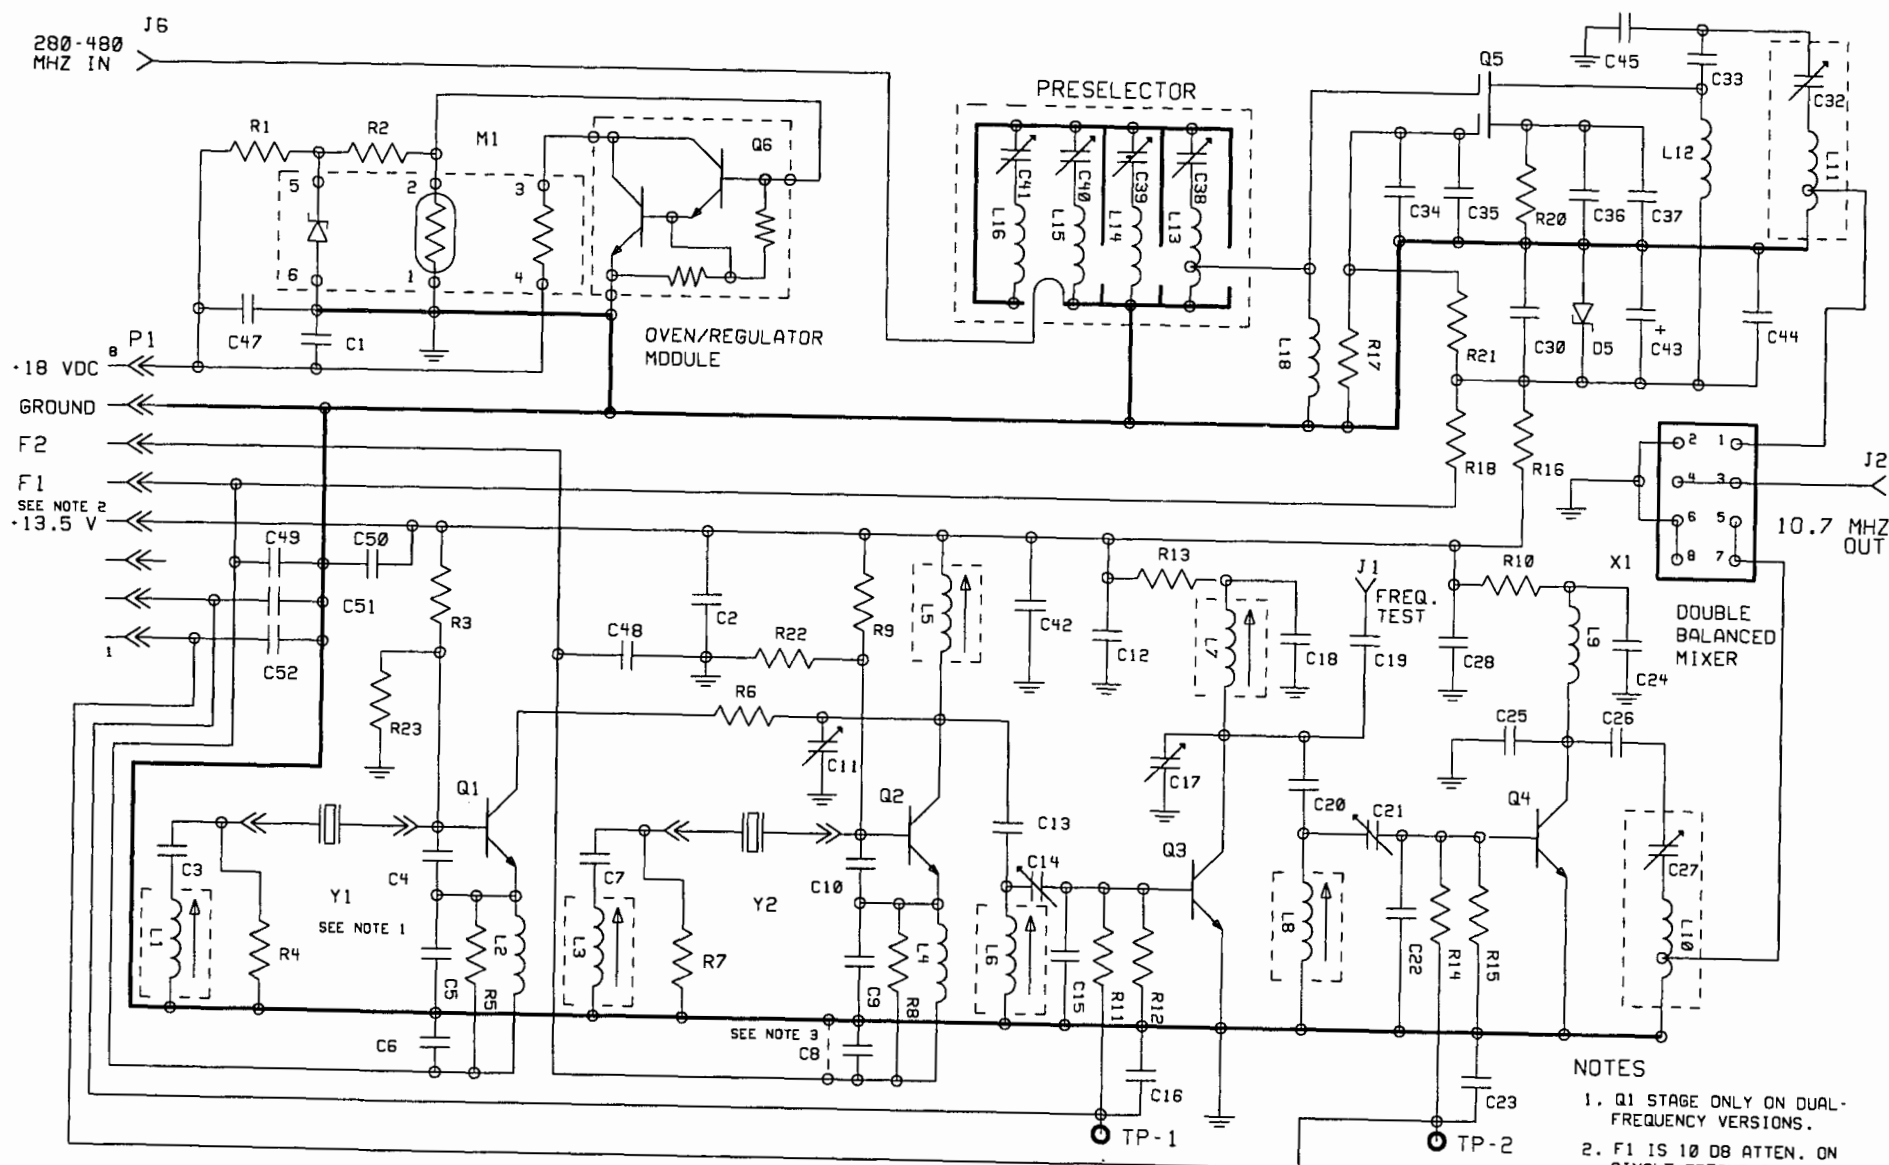 J6
280-480
MHZ IN
R1
R2
M1
Q6
5
2
3
6
1
4
C47
C1
OVEN/REGULATOR
MODULE
PRESELECTOR
C41
C40
C39
C38
L16
L15
L14
L13
Q5
C45
C33
C32
L12
L11
C34
C35
R20
C36
C37
L18
R17
R21
C30
D5
+
C43
C44
P1
8
+18 VDC
GROUND
F2
F1
SEE NOTE 2
+13.5 V
1
R18
R16
2
1
4
3
6
5
8
7
J2
10.7 MHZ
OUT
X1
DOUBLE
BALANCED
MIXER
C49
C50
C51
C52
R3
C2
R9
L5
C42
R13
J1
FREQ.
TEST
R10
C48
R22
C12
L7
C18
C19
C28
L9
C24
R23
R6
C11
C17
C25
C26
Q1
Q2
C13
C20
C21
Q4
C3
C4
C7
C10
C14
Q3
C27
Y1
SEE NOTE 1
Y2
L1
R4
C5
R5
L2
L3
R7
C9
R8
L4
L6
C15
R11
R12
L8
C22
R14
R15
L10
C6
SEE NOTE 3
C8
C16
C23
TP-1
TP-2
NOTES
1. Q1 STAGE ONLY ON DUAL-
FREQUENCY VERSIONS.
2. F1 IS 10 DB ATTEN. ON